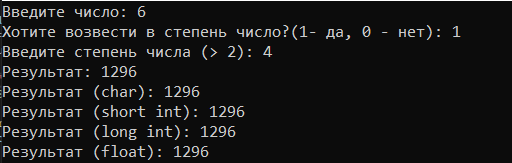 Введите число: 6
Хотите возвести в степень число?(1- да, 0 - нет): 1
Введите степень числа (> 2): 4
Результат: 1296
Результат (char): 1296
Результат (short int): 1296
Результат (long int): 1296
Результат (float): 1296